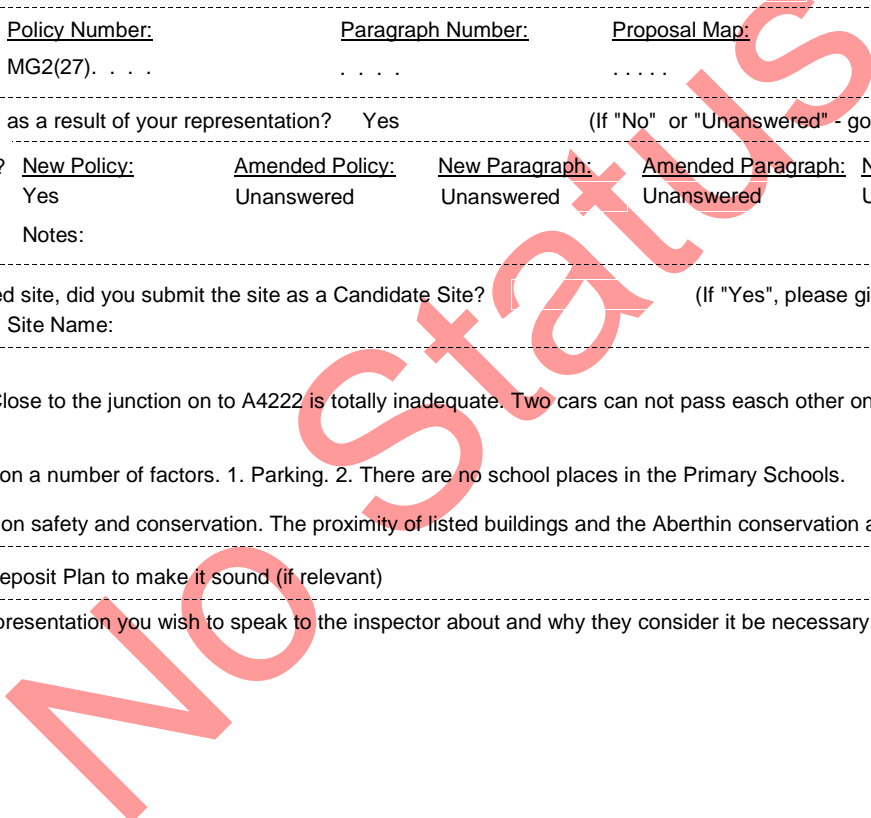 Policy Number: Paragraph Number: Proposal Map:
MG2(27). . . . . . . . . . . . .
as a result of your representation? Yes (If "No" or "Unanswered" - go
? New Policy: Amended Policy: New Paragraph: Amended Paragraph: N
Yes Unanswered Unanswered Unanswered U
Notes:
ed site, did you submit the site as a Candidate Site? (If "Yes", please gi
Site Name:
Close to the junction on to A4222 is totally inadequate. Two cars can not pass easch other on
on a number of factors. 1. Parking. 2. There are no school places in the Primary Schools.
on safety and conservation. The proximity of listed buildings and the Aberthin conservation a
eposit Plan to make it sound (if relevant)
presentation you wish to speak to the inspector about and why they consider it be necessary
No Status